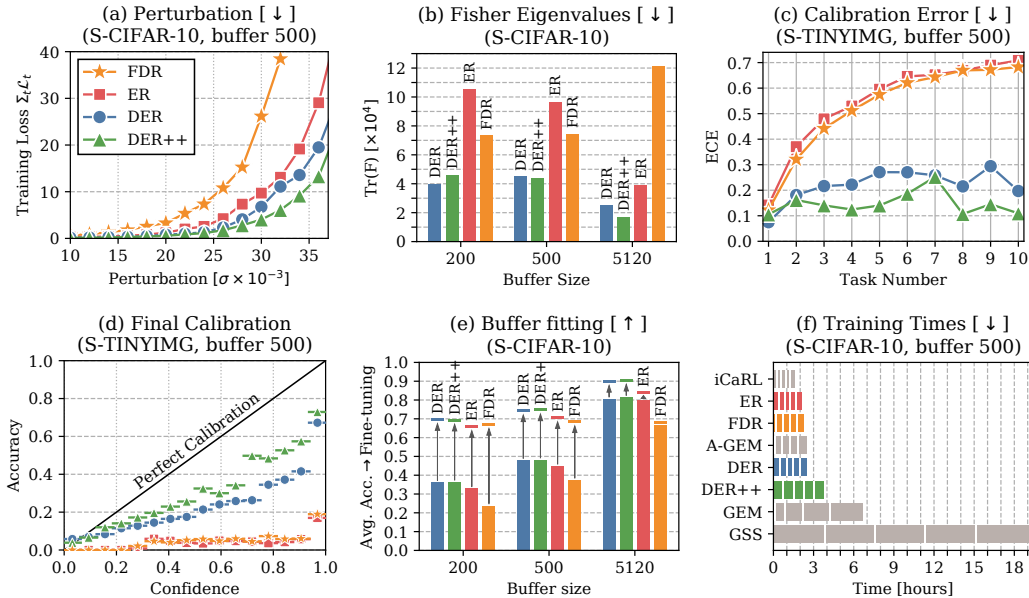 (a) Perturbation [ ↓ ]
(S-CIFAR-10, buffer 500)
Training Loss Σ_t ℒ_t
40
30
20
10
0
FDR
ER
DER
DER++
10 15 20 25 30 35
Perturbation [σ × 10⁻³]
(b) Fisher Eigenvalues [ ↓ ]
(S-CIFAR-10)
Tr(F) [×10⁴]
12
10
8
6
4
2
0
DER
DER++
ER
FDR
DER
DER++
ER
FDR
DER
DER++
ER
200 500 5120
Buffer Size
(c) Calibration Error [ ↓ ]
(S-TINYIMG, buffer 500)
ECE
0.7
0.6
0.5
0.4
0.3
0.2
0.1
0.0
1 2 3 4 5 6 7 8 9 10
Task Number
(d) Final Calibration
(S-TINYIMG, buffer 500)
Accuracy
1.0
0.8
0.6
0.4
0.2
0.0
Perfect Calibration
0.0 0.2 0.4 0.6 0.8 1.0
Confidence
(e) Buffer fitting [ ↑ ]
(S-CIFAR-10)
Avg. Acc. → Fine-tuning
1.0
0.9
0.8
0.7
0.6
0.5
0.4
0.3
0.2
0.1
0.0
DER
DER++
ER
FDR
DER
DER+
ER
FDR
ER
FDR
200 500 5120
Buffer size
(f) Training Times [ ↓ ]
(S-CIFAR-10, buffer 500)
iCaRL
ER
FDR
A-GEM
DER
DER++
GEM
GSS
0 3 6 9 12 15 18
Time [hours]